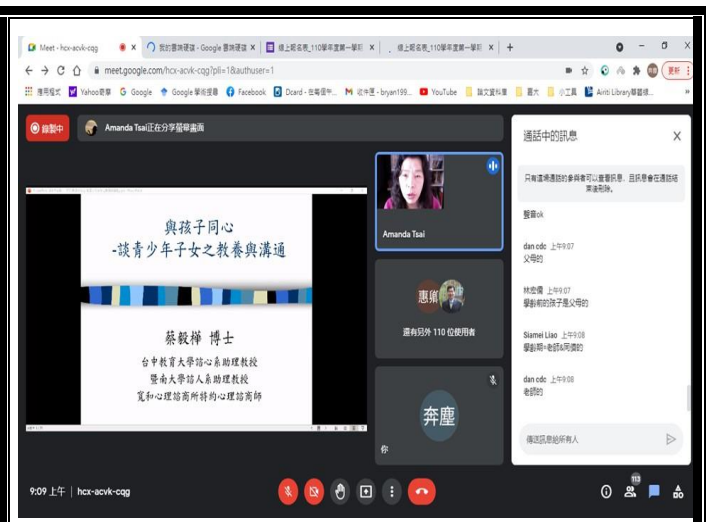 Meet - hcx-acvk-cqg
我的雲端硬碟 - Google 雲端硬碟
線上報名表_110學年度第一學期
線上報名表_110學年度第一學期
meet.google.com/hcx-acvk-cqg?pli=1&authuser=1
更新
應用程式
Yahoo奇摩
Google
Google 學術搜尋
Facebook
Dcard - 在每個中...
收件匣 - bryan199...
YouTube
論文資料庫
小工具
Airiti Library華藝線...
錄製中
Amanda Tsai正在分享螢幕畫面
與孩子同心
-談青少年子女之教養與溝通
蔡毅樺 博士
台中教育大學諮心系助理教授
暨南大學諮人系助理教授
寬和心理諮商所特約心理諮商師
Amanda Tsai
惠鄉
還有另外 110 位使用者
奔塵
你
通話中的訊息
只有這場通話的參與者可以查看訊息，且訊息會在通話結
束後刪除。
聲音ok
dan cdc 上午9:07
父母的
上午9:07
學齡前的孩子是父母的
Siamei Liao 上午9:08
學齡期=老師&同儕的
dan cdc 上午9:08
老師的
傳送訊息給所有人
9:09 上午 | hcx-acvk-cqg
113